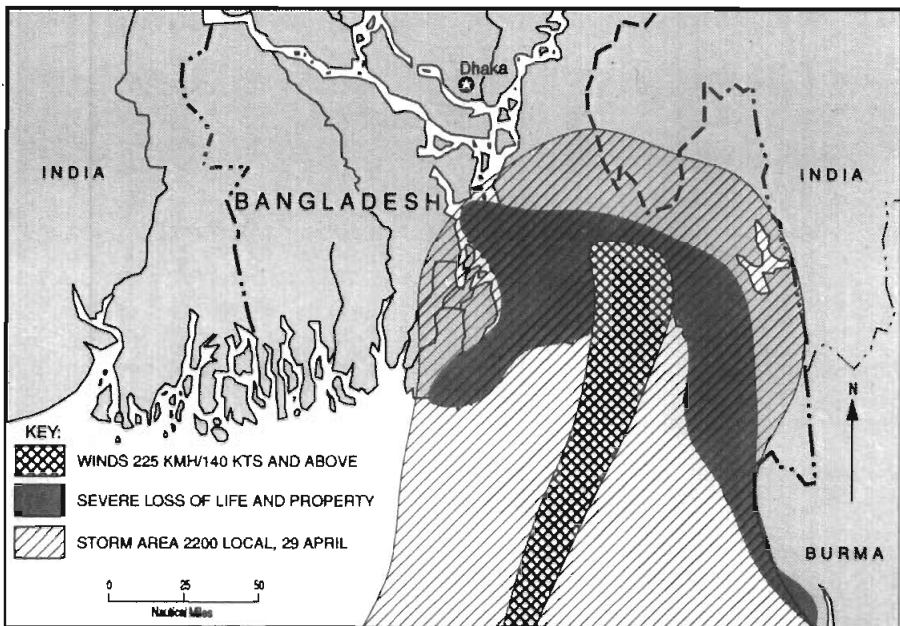 Dhaka
INDIA
BANGLADESH
INDIA
N
KEY:
WINDS 225 KMH/140 KTS AND ABOVE
SEVERE LOSS OF LIFE AND PROPERTY
STORM AREA 2200 LOCAL, 29 APRIL
BURMA
0 25 50
Nautical Miles